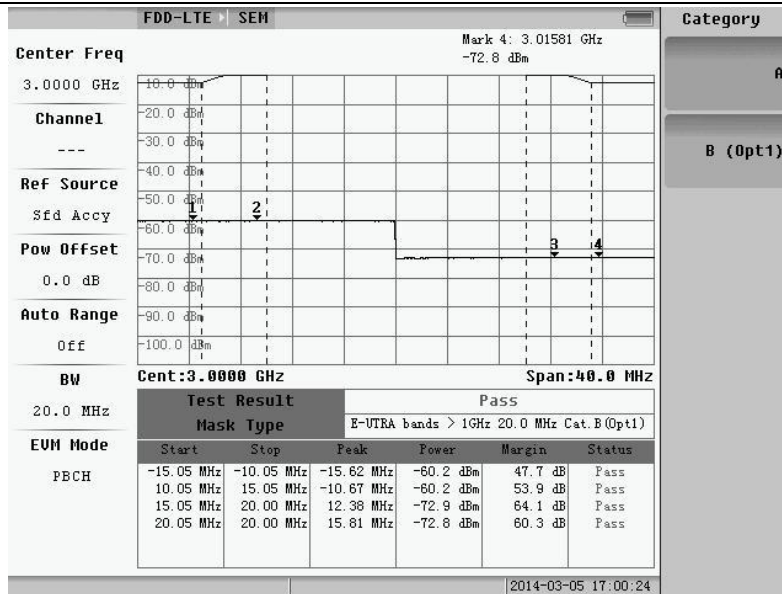 FDD-LTE SEM
Category
Mark 4: 3.01581 GHz
-72.8 dBm
Center Freq
3.0000 GHz
Channel
---
Ref Source
Sfd Accy
Pow Offset
0.0 dB
Auto Range
Off
BW
20.0 MHz
EVM Mode
PBCH
-10.0 dBm
-20.0 dBm
-30.0 dBm
-40.0 dBm
-50.0 dBm
-60.0 dBm
-70.0 dBm
-80.0 dBm
-90.0 dBm
-100.0 dBm
1
2
3
4
Cent:3.0000 GHz Span:40.0 MHz
Test Result Pass
Mask Type E-UTRA bands > 1GHz 20.0 MHz Cat.B(Opt1)
Start Stop Peak Power Margin Status
-15.05 MHz -10.05 MHz -15.62 MHz -60.2 dBm 47.7 dB Pass
10.05 MHz 15.05 MHz -10.67 MHz -60.2 dBm 53.9 dB Pass
15.05 MHz 20.00 MHz 12.38 MHz -72.9 dBm 64.1 dB Pass
20.05 MHz 20.00 MHz 15.81 MHz -72.8 dBm 60.3 dB Pass
A
B (Opt1)
2014-03-05 17:00:24